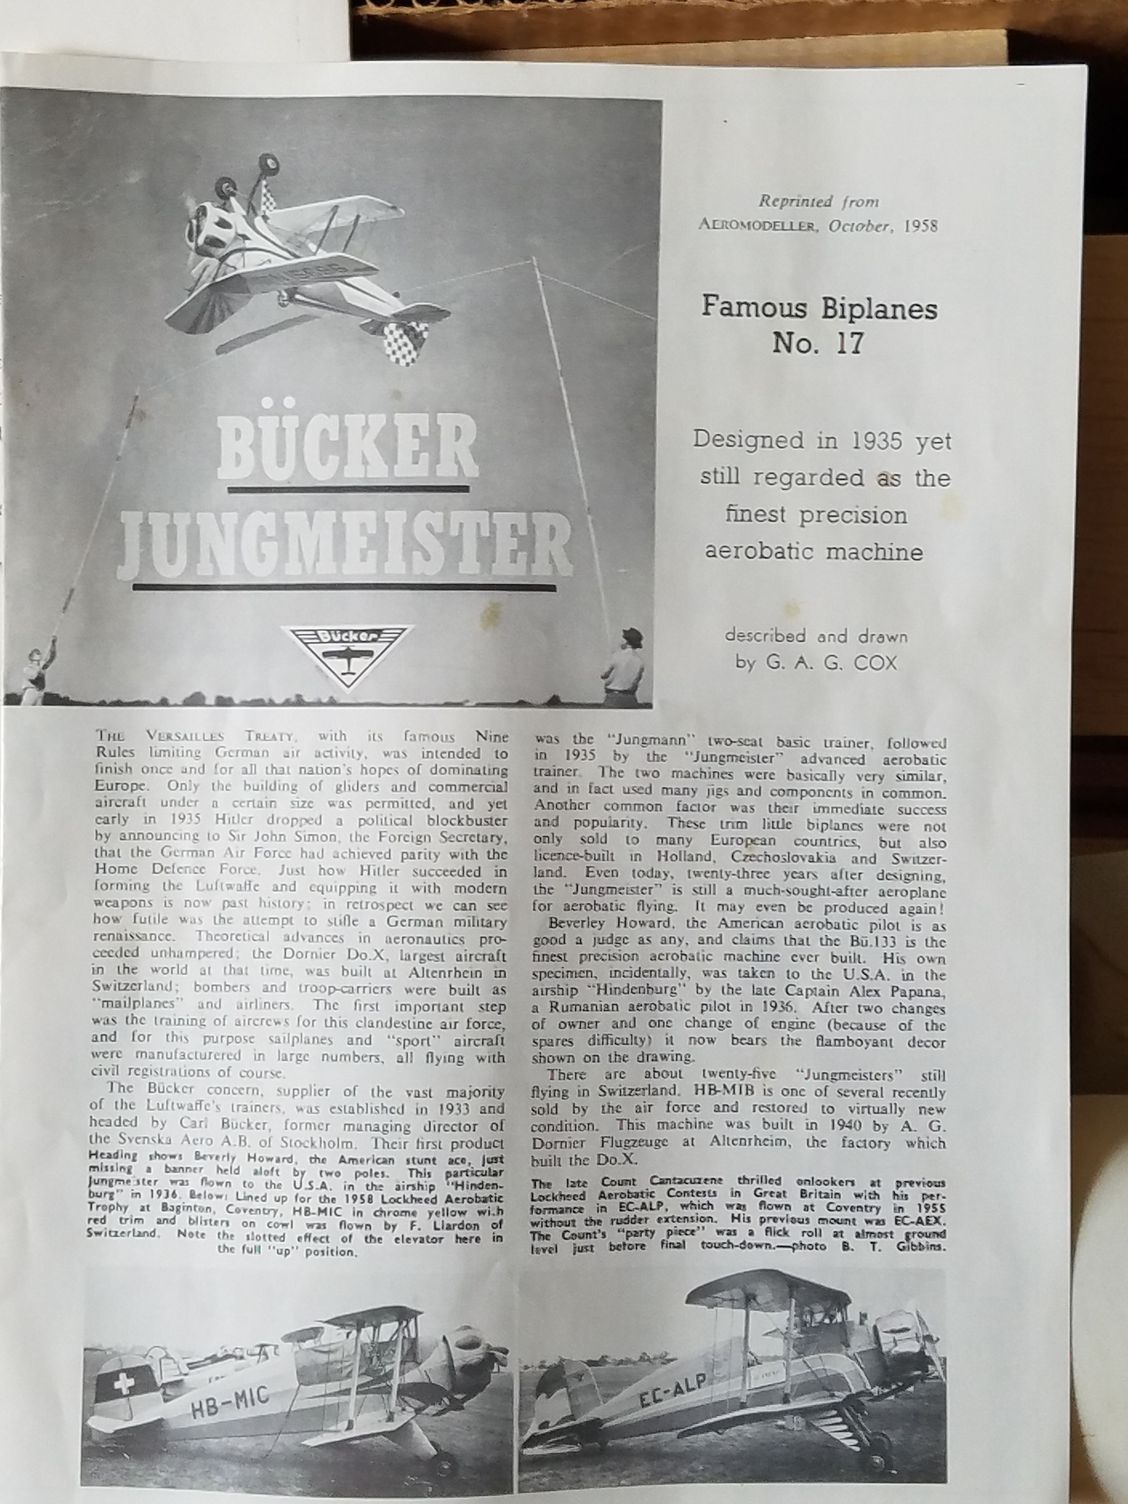 Reprinted from
AEROMODELLER, October, 1958
Famous Biplanes
No. 17
BÜCKER
JUNGMEISTER
Bücker
Designed in 1935 yet
still regarded as the
finest precision
aerobatic machine
described and drawn
by G. A. G. COX
THE VERSAILLES TREATY, with its famous Nine
Rules limiting German air activity, was intended to
finish once and for all that nation's hopes of dominating
Europe. Only the building of gliders and commercial
aircraft under a certain size was permitted, and yet
early in 1935 Hitler dropped a political blockbuster
by announcing to Sir John Simon, the Foreign Secretary,
that the German Air Force had achieved parity with the
Home Defence Force. Just how Hitler succeeded in
forming the Luftwaffe and equipping it with modern
weapons is now past history; in retrospect we can see
how futile was the attempt to stifle a German military
renaissance. Theoretical advances in aeronautics pro-
ceeded unhampered; the Dornier Do.X, largest aircraft
in the world at that time, was built at Altenrhein in
Switzerland; bombers and troop-carriers were built as
"mailplanes" and airliners. The first important step
was the training of aircrews for this clandestine air force,
and for this purpose sailplanes and "sport" aircraft
were manufacturered in large numbers, all flying with
civil registrations of course.
The Bücker concern, supplier of the vast majority
of the Luftwaffe's trainers, was established in 1933 and
headed by Carl Bücker, former managing director of
the Svenska Aero A.B. of Stockholm. Their first product
Heading shows Beverly Howard, the American stunt ace, just
missing a banner held aloft by two poles. This particular
Jungmeister was flown to the U.S.A. in the airship "Hinden-
burg" in 1936. Below: Lined up for the 1958 Lockheed Aerobatic
Trophy at Baginton, Coventry, HB-MIC in chrome yellow with
red trim and blisters on cowl was flown by F. Liardon of
Switzerland. Note the slotted effect of the elevator here in
the full "up" position.
was the "Jungmann" two-seat basic trainer, followed
in 1935 by the "Jungmeister" advanced aerobatic
trainer. The two machines were basically very similar,
and in fact used many jigs and components in common.
Another common factor was their immediate success
and popularity. These trim little biplanes were not
only sold to many European countries, but also
licence-built in Holland, Czechoslovakia and Switzer-
land. Even today, twenty-three years after designing,
the "Jungmeister" is still a much-sought-after aeroplane
for aerobatic flying. It may even be produced again!
Beverley Howard, the American aerobatic pilot is as
good a judge as any, and claims that the Bü.133 is the
finest precision aerobatic machine ever built. His own
specimen, incidentally, was taken to the U.S.A. in the
airship "Hindenburg" by the late Captain Alex Papana,
a Rumanian aerobatic pilot in 1936. After two changes
of owner and one change of engine (because of the
spares difficulty) it now bears the flamboyant decor
shown on the drawing.
There are about twenty-five "Jungmeisters" still
flying in Switzerland. HB-MIB is one of several recently
sold by the air force and restored to virtually new
condition. This machine was built in 1940 by A. G.
Dornier Flugzeuge at Altenrheim, the factory which
built the Do.X.
The late Count Cantacuzene thrilled onlookers at previous
Lockheed Aerobatic Contests in Great Britain with his per-
formance in EC-ALP, which was flown at Coventry in 1955
without the rudder extension. His previous mount was EC-AEX.
The Count's "party piece" was a flick roll at almost ground
level just before final touch-down.—photo B. T. Gibbins.
HB-MIC
EC-ALP